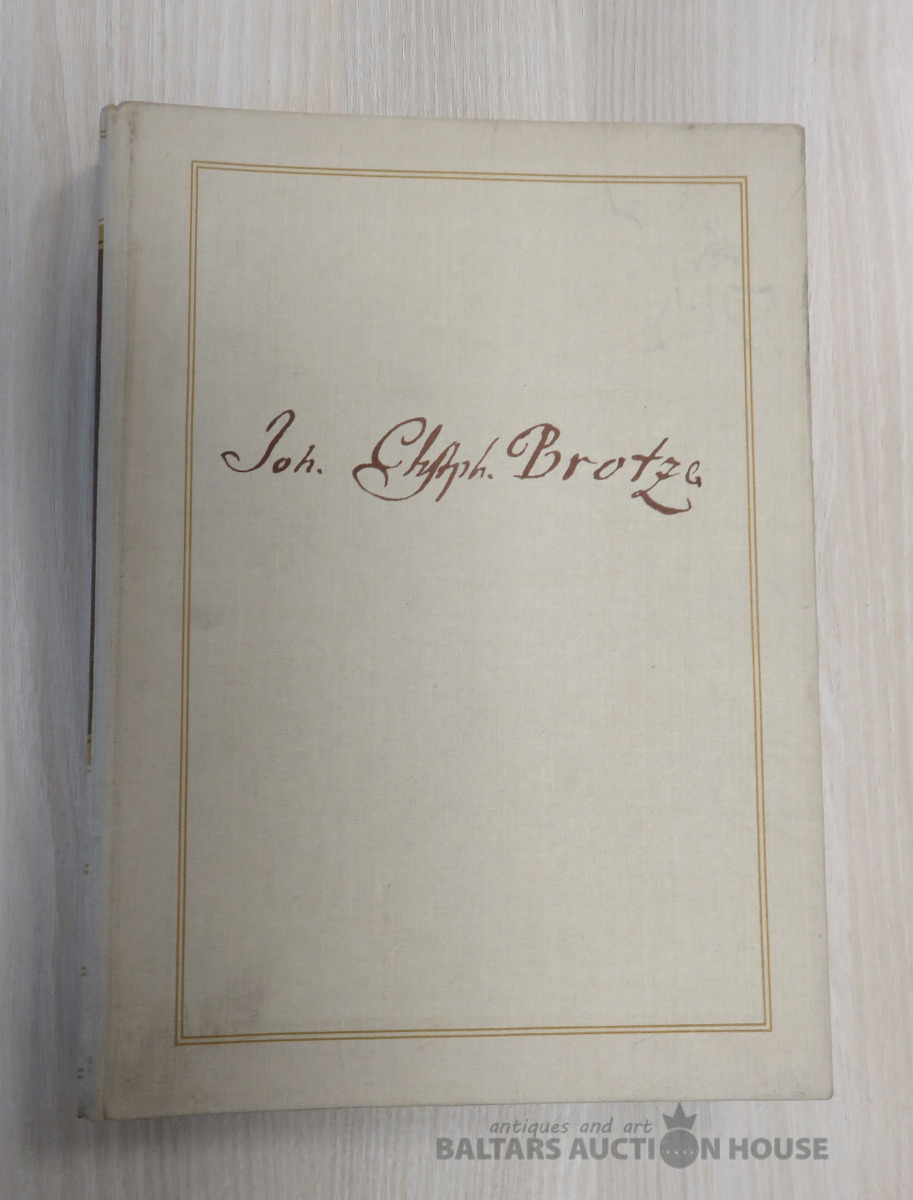 Joh. Chstph. Brotze
antiques and art
BALTARS AUCTION HOUSE